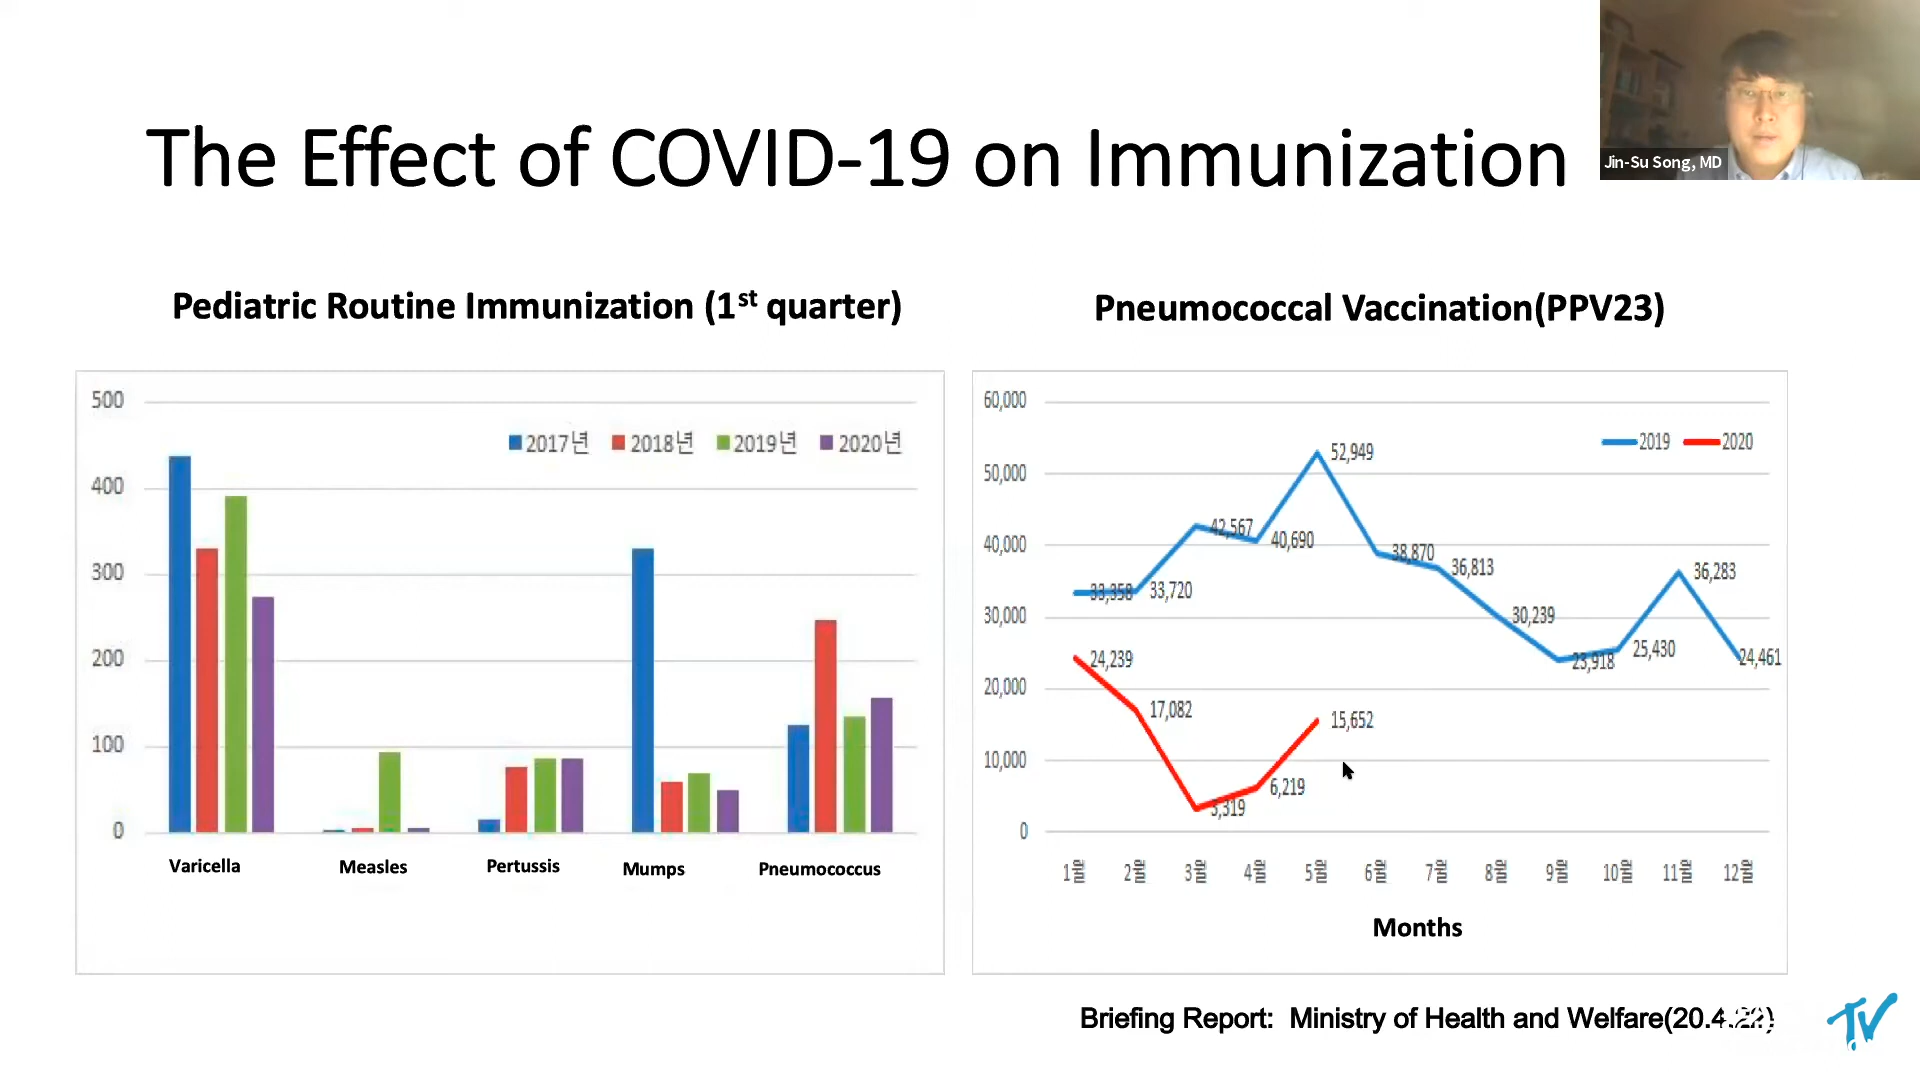 Jin-Su Song, MD
The Effect of COVID-19 on Immunization
Pediatric Routine Immunization (1st quarter)
500
400
300
200
100
0
2017년 2018년 2019년 2020년
Varicella Measles Pertussis Mumps Pneumococcus
Pneumococcal Vaccination(PPV23)
60,000
50,000
40,000
30,000
20,000
10,000
0
2019 2020
33,358 33,720 42,567 40,690 52,949 38,870 36,813 30,239 23,918 25,430 36,283 24,461
24,239 17,082 3,319 6,219 15,652
1월 2월 3월 4월 5월 6월 7월 8월 9월 10월 11월 12월
Months
Briefing Report: Ministry of Health and Welfare(20.4.22)
TV